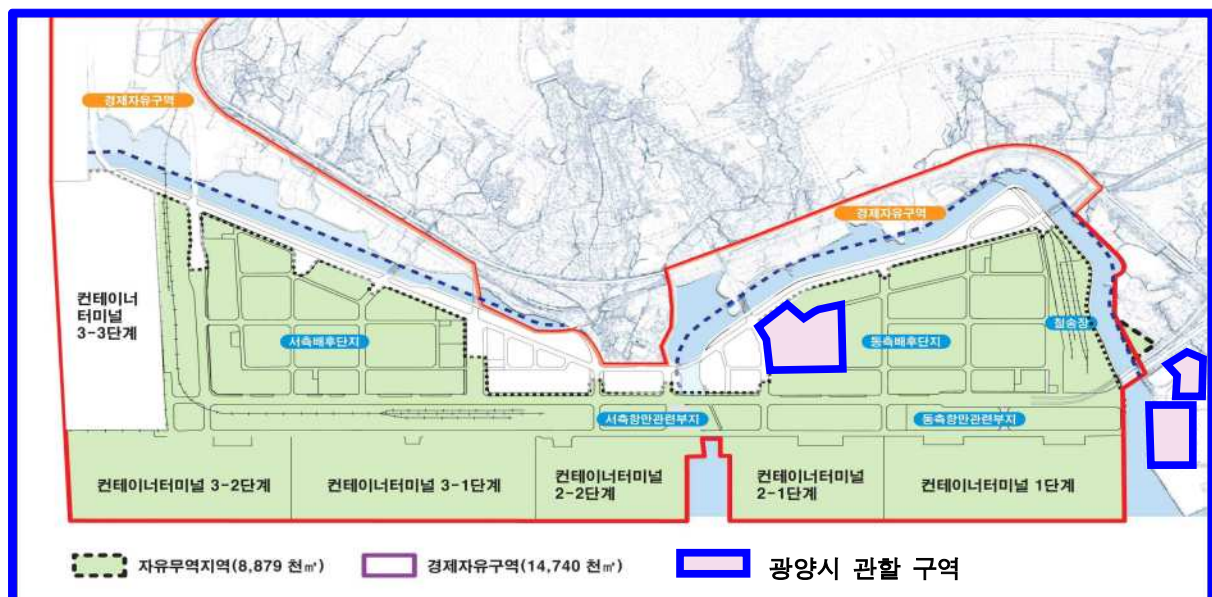 경제자유구역
경제자유구역
컨테이너
터미널
3-3단계
서측배후단지
동측배후단지
철송장
서측항만관련부지
동측항만관련부지
컨테이너터미널 3-2단계
컨테이너터미널 3-1단계
컨테이너터미널
2-2단계
컨테이너터미널
2-1단계
컨테이너터미널 1단계
자유무역지역(8,879 천㎡)
경제자유구역(14,740 천㎡)
광양시 관할 구역